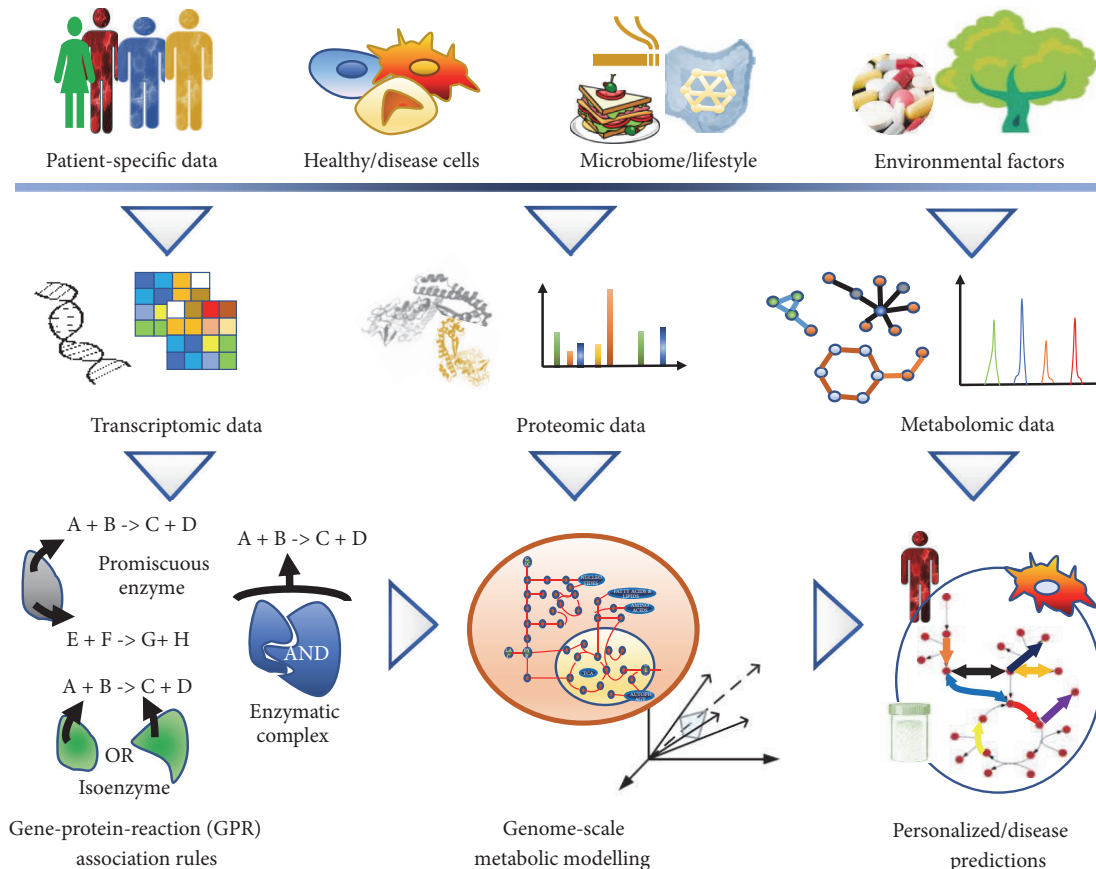 Patient-specific data
Healthy/disease cells
Microbiome/lifestyle
Environmental factors
Transcriptomic data
Proteomic data
Metabolomic data
A + B -> C + D
Promiscuous
enzyme
E + F -> G+ H
A + B -> C + D
OR
Isoenzyme
A + B -> C + D
AND
Enzymatic
complex
Gene-protein-reaction (GPR)
association rules
FATTY ACIDS &
LIPIDS
AMINO
ACIDS
TCA
Genome-scale
metabolic modelling
Personalized/disease
predictions